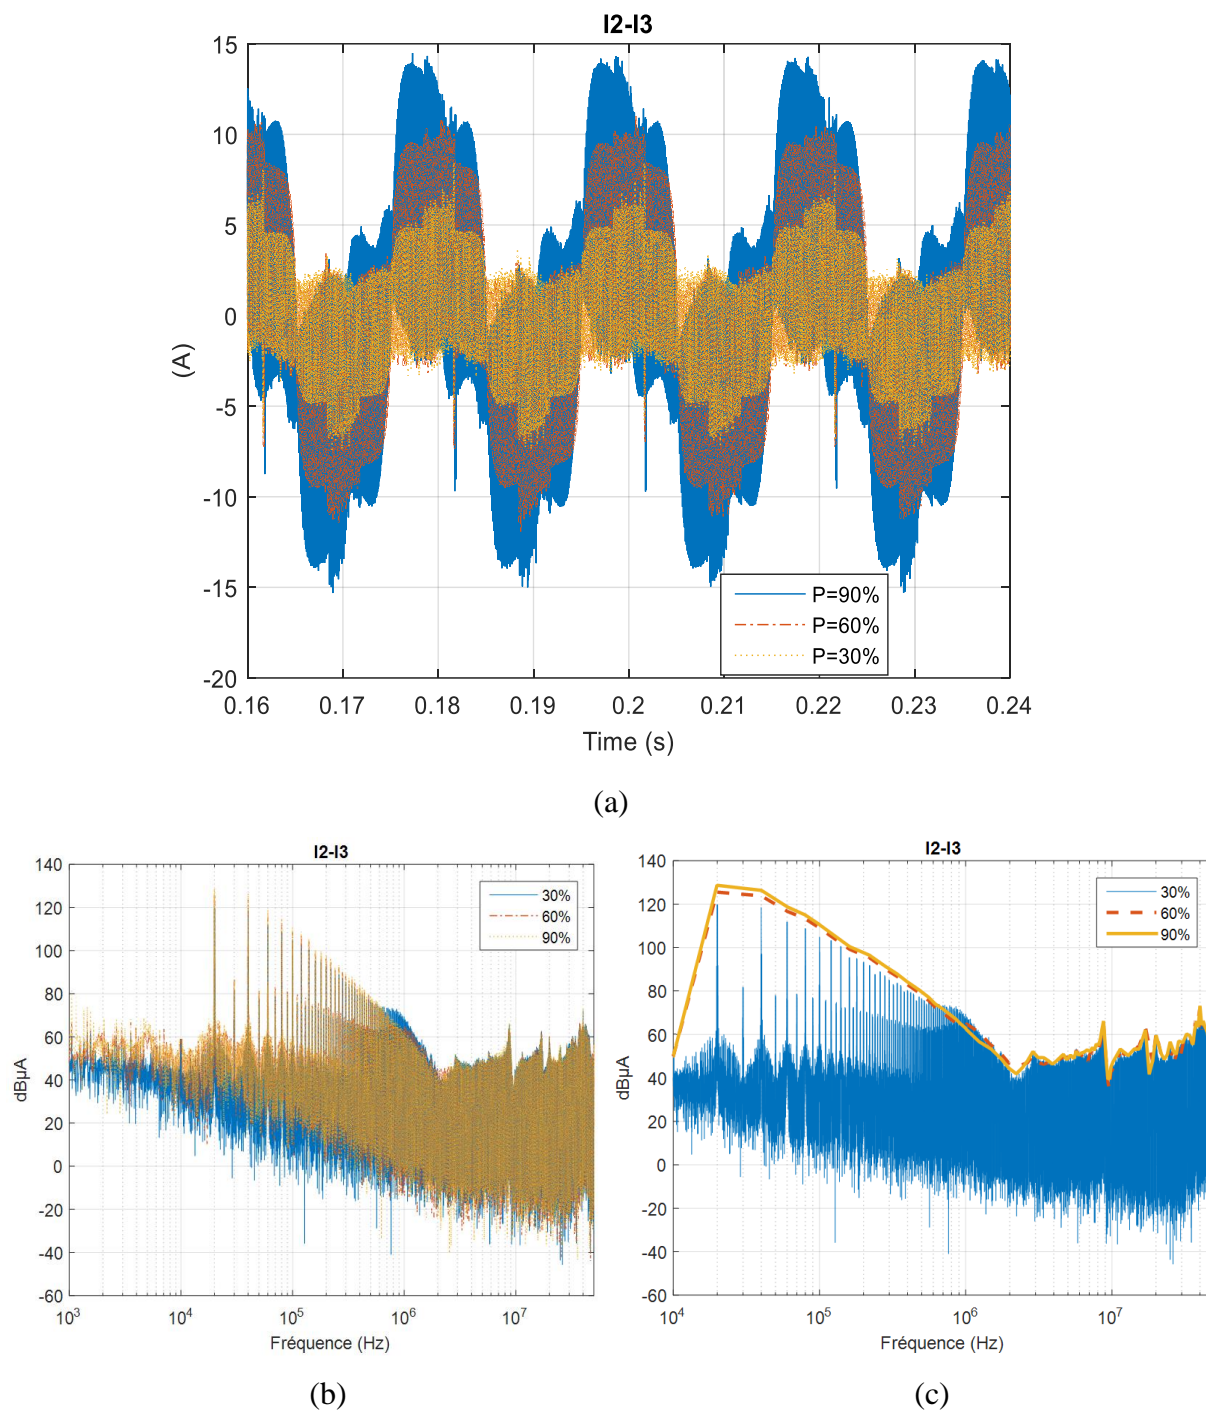 I2-I3
15
10
5
0
-5
-10
-15
-20
(A)
P=90%
P=60%
P=30%
0.16 0.17 0.18 0.19 0.2 0.21 0.22 0.23 0.24
Time (s)
(a)
I2-I3
140
120
100
80
60
40
20
0
-20
-40
-60
dBµA
30%
60%
90%
10³ 10⁴ 10⁵ 10⁶ 10⁷
Fréquence (Hz)
(b)
I2-I3
140
120
100
80
60
40
20
0
-20
-40
-60
dBµA
30%
60%
90%
10⁴ 10⁵ 10⁶ 10⁷
Fréquence (Hz)
(c)